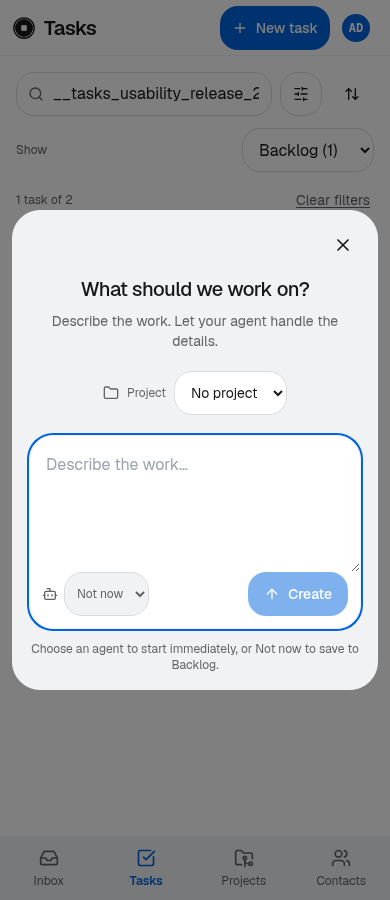 Tasks
New task
AD
__tasks_usability_release_2
Show
Backlog (1)
1 task of 2
Clear filters
What should we work on?
Describe the work. Let your agent handle the
details.
Project
No project
Describe the work...
Not now
Create
Choose an agent to start immediately, or Not now to save to
Backlog.
Inbox
Tasks
Projects
Contacts